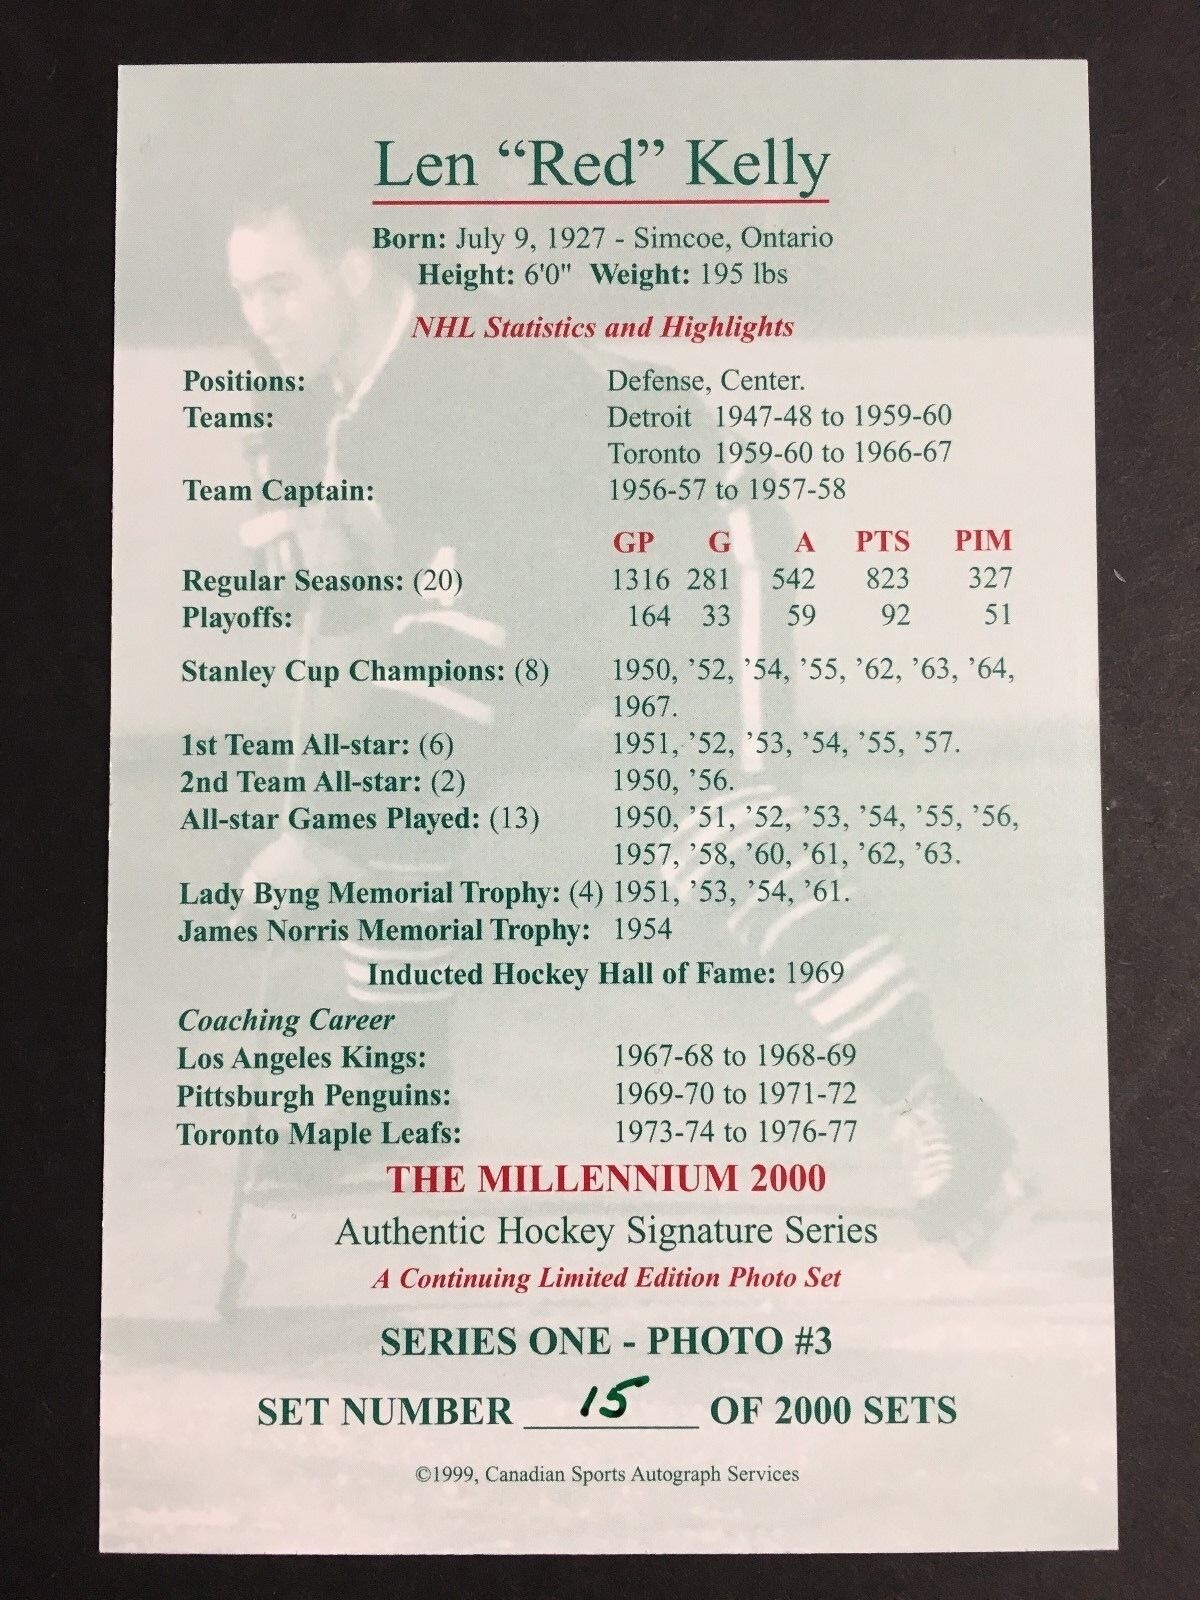 Len “Red” Kelly
Born: July 9, 1927 - Simcoe, Ontario
Height: 6'0" Weight: 195 lbs
NHL Statistics and Highlights
Positions: Defense, Center.
Teams: Detroit 1947-48 to 1959-60
Toronto 1959-60 to 1966-67
Team Captain: 1956-57 to 1957-58
GP G A PTS PIM
Regular Seasons: (20) 1316 281 542 823 327
Playoffs: 164 33 59 92 51
Stanley Cup Champions: (8) 1950, ’52, ’54, ’55, ’62, ’63, ’64,
1967.
1st Team All-star: (6) 1951, ’52, ’53, ’54, ’55, ’57.
2nd Team All-star: (2) 1950, ’56.
All-star Games Played: (13) 1950, ’51, ’52, ’53, ’54, ’55, ’56,
1957, ’58, ’60, ’61, ’62, ’63.
Lady Byng Memorial Trophy: (4) 1951, ’53, ’54, ’61.
James Norris Memorial Trophy: 1954
Inducted Hockey Hall of Fame: 1969
Coaching Career
Los Angeles Kings: 1967-68 to 1968-69
Pittsburgh Penguins: 1969-70 to 1971-72
Toronto Maple Leafs: 1973-74 to 1976-77
THE MILLENNIUM 2000
Authentic Hockey Signature Series
A Continuing Limited Edition Photo Set
SERIES ONE - PHOTO #3
SET NUMBER 15 OF 2000 SETS
©1999, Canadian Sports Autograph Services